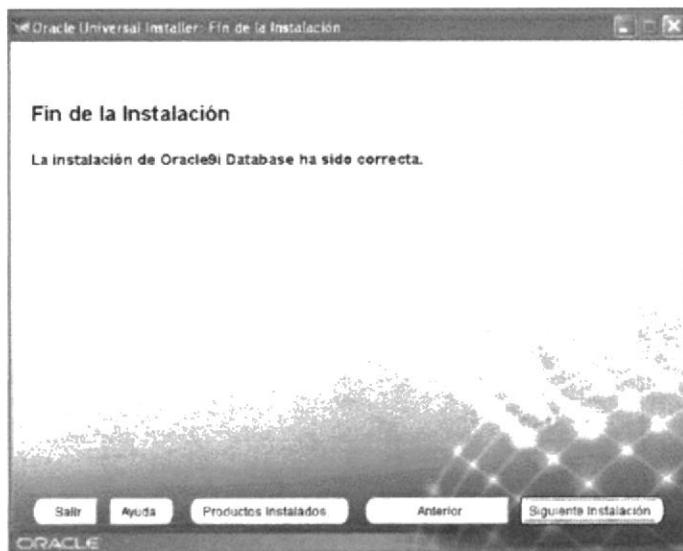 Oracle Universal Installer: Fin de la Instalación
Fin de la Instalación
La instalación de Oracle9i Database ha sido correcta.
Salir Ayuda Productos Instalados Anterior Siguiente Instalación
ORACLE